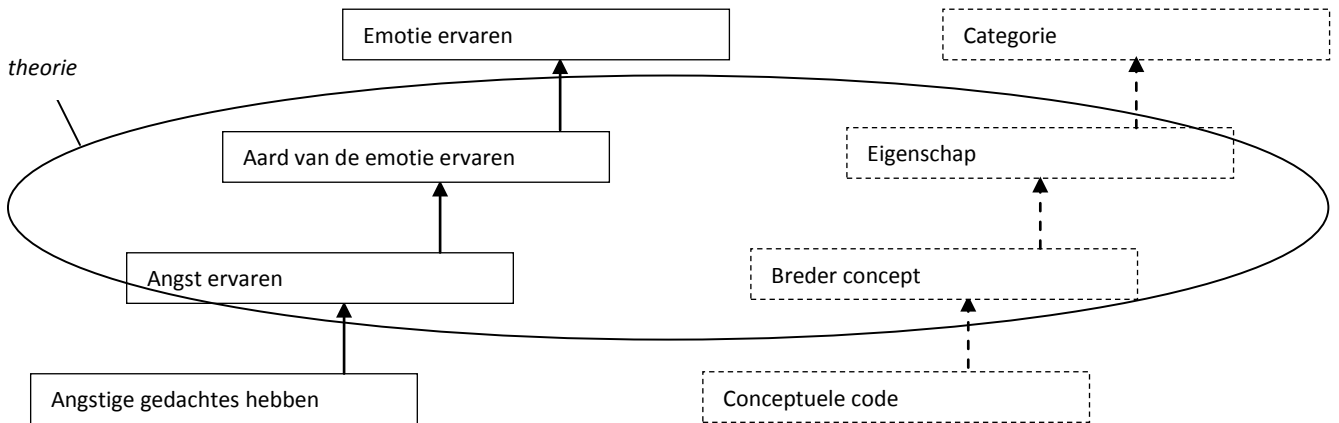 Emotie ervaren
Categorie
theorie
Aard van de emotie ervaren
Eigenschap
Angst ervaren
Breder concept
Angstige gedachtes hebben
Conceptuele code